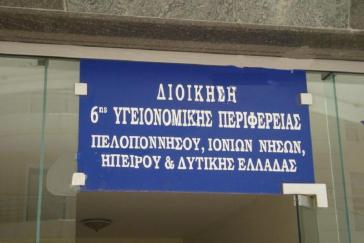 ΔΙΟΙΚΗΣΗ
6ης ΥΓΕΙΟΝΟΜΙΚΗΣ ΠΕΡΙΦΕΡΕΙΑΣ
ΠΕΛΟΠΟΝΝΗΣΟΥ, ΙΟΝΙΩΝ ΝΗΣΩΝ,
ΗΠΕΙΡΟΥ & ΔΥΤΙΚΗΣ ΕΛΛΑΔΑΣ